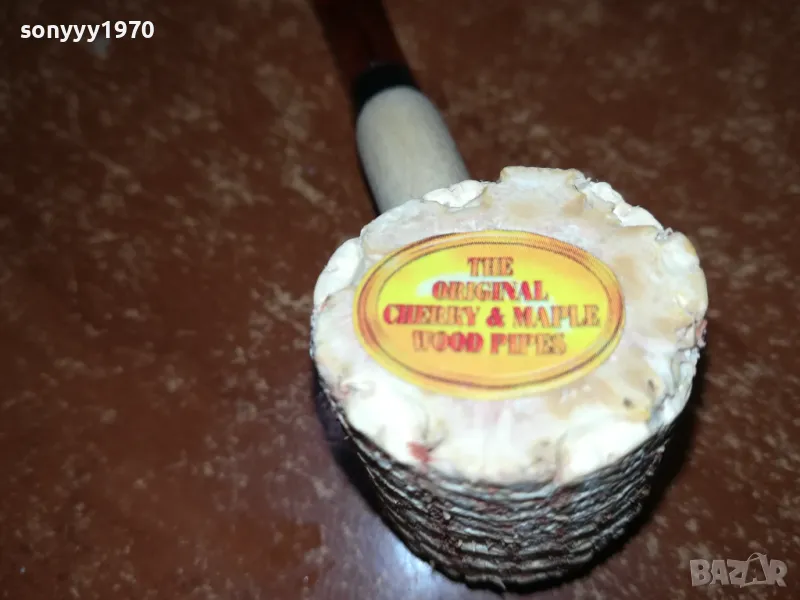 sonyyy1970
THE
ORIGINAL
CHERRY & MAPLE
WOOD PIPES
BAZAR